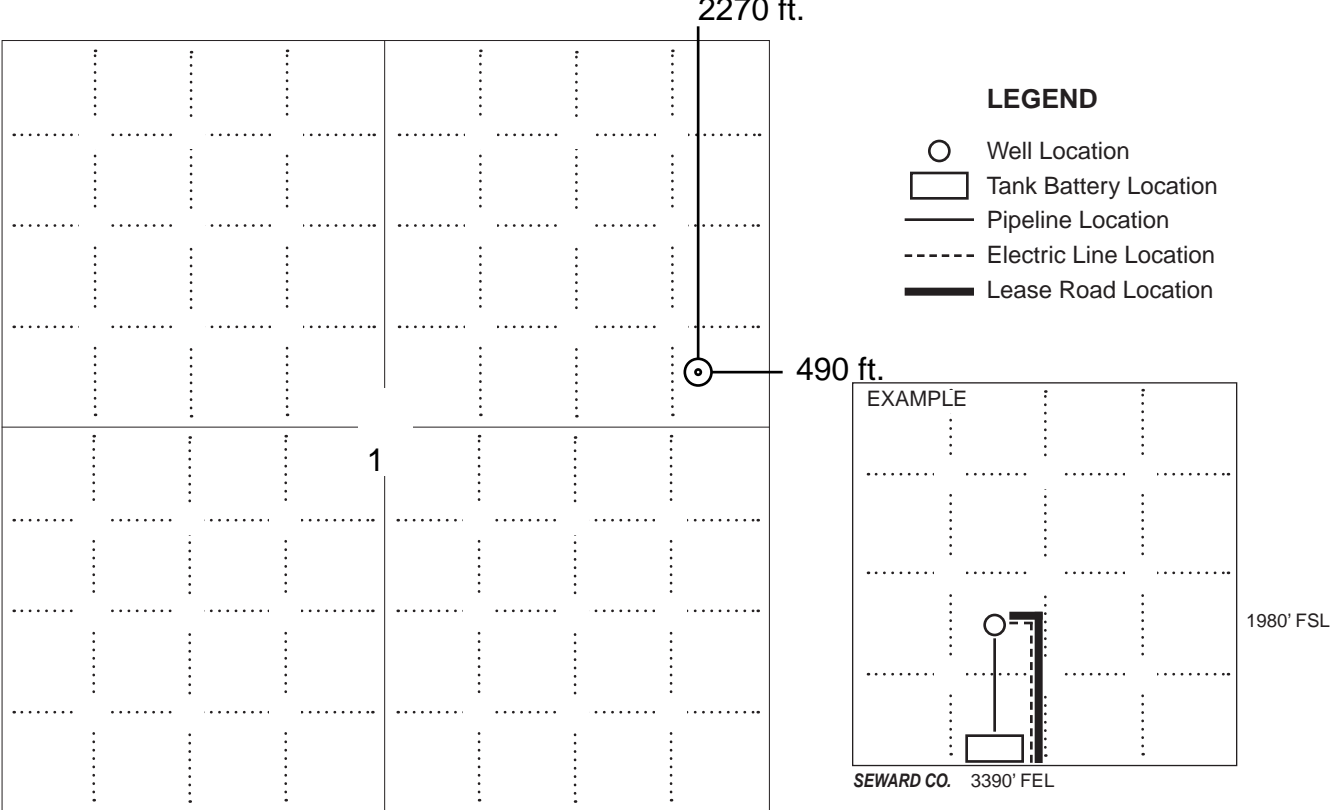 2270 ft.
LEGEND
Well Location
Tank Battery Location
Pipeline Location
Electric Line Location
Lease Road Location
490 ft.
EXAMPLE
1
1980' FSL
SEWARD CO. 3390' FEL